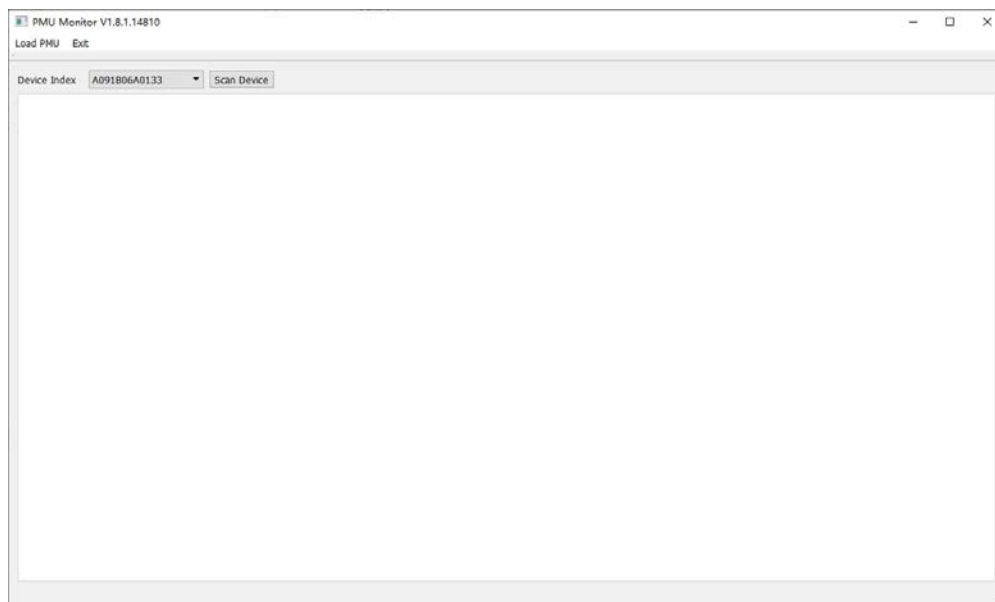 PMU Monitor V1.8.1.14810
Load PMU Exit
Device Index A091B06A0133 Scan Device